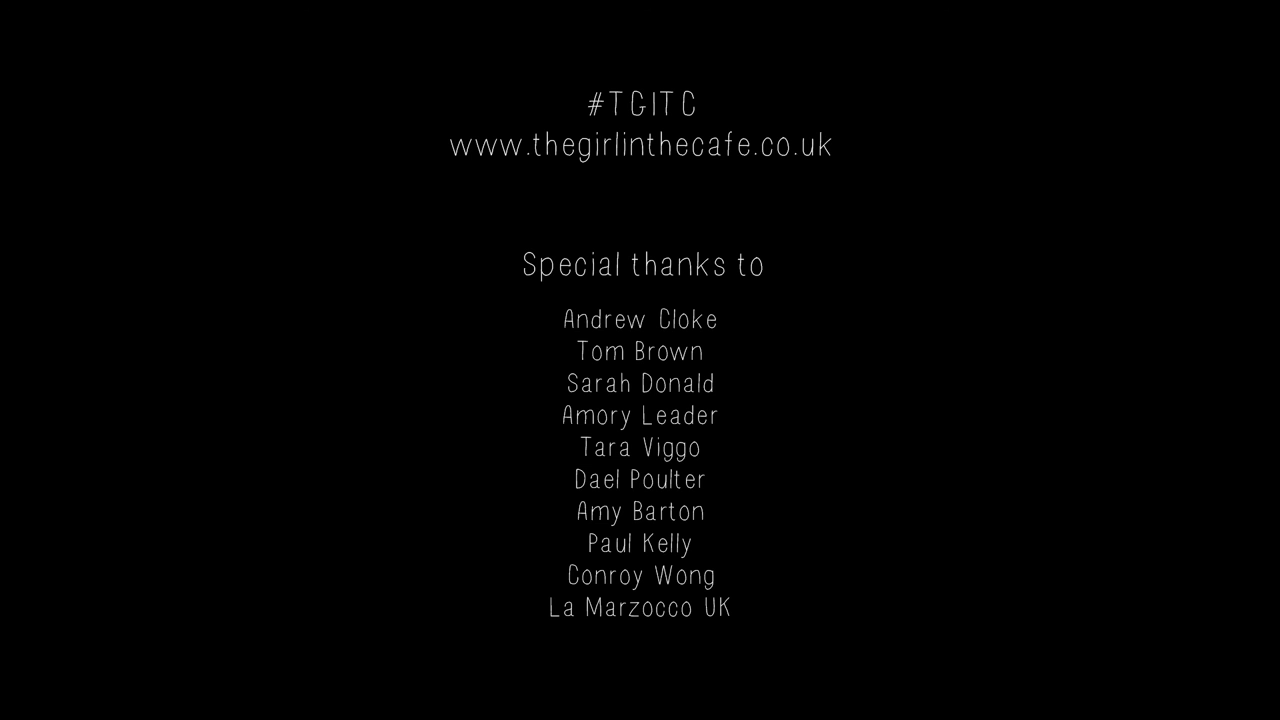 #TGITC
www.thegirlinthecafe.co.uk
Special thanks to
Andrew Cloke
Tom Brown
Sarah Donald
Amory Leader
Tara Viggo
Dael Poulter
Amy Barton
Paul Kelly
Conroy Wong
La Marzocco UK